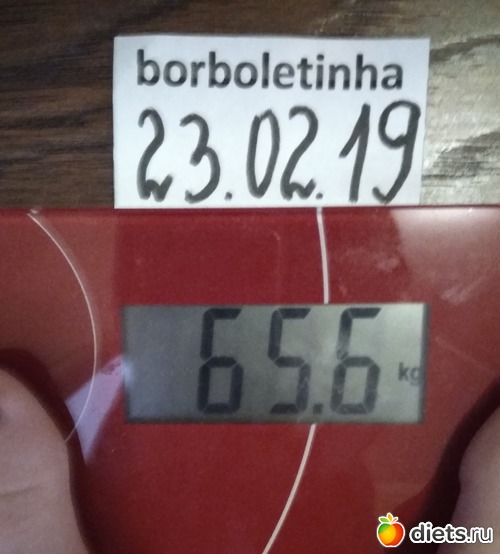 borboletinha
23.02.19
65.6 kg
diets.ru